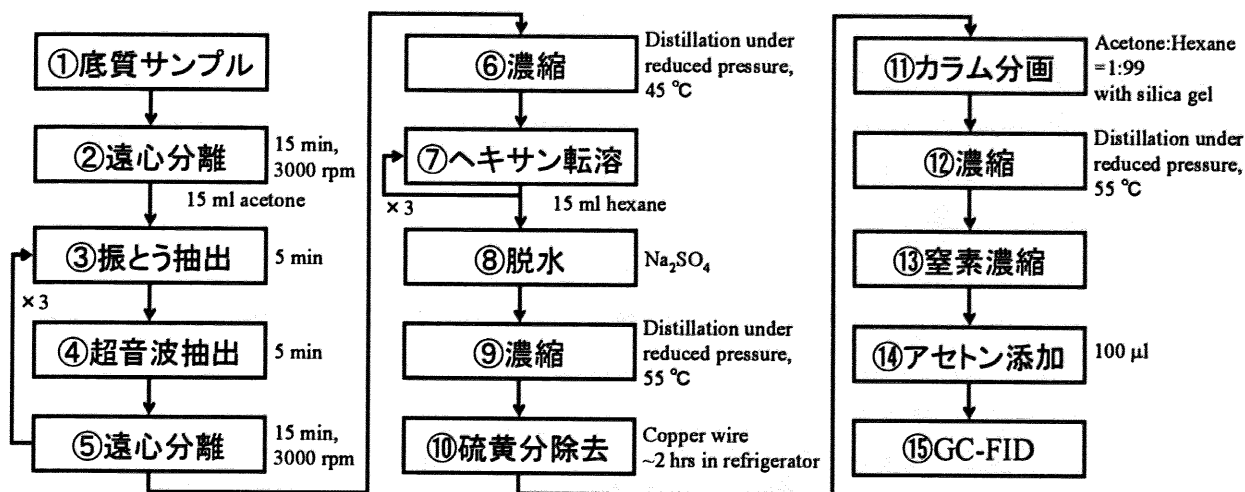 ①底質サンプル
②遠心分離
15 min,
3000 rpm
15 ml acetone
③振とう抽出
5 min
×3
④超音波抽出
5 min
⑤遠心分離
15 min,
3000 rpm
⑥濃縮
Distillation under
reduced pressure,
45 ℃
⑦ヘキサン転溶
×3
15 ml hexane
⑧脱水
Na₂SO₄
⑨濃縮
Distillation under
reduced pressure,
55 ℃
⑩硫黄分除去
Copper wire
~2 hrs in refrigerator
⑪カラム分画
Acetone:Hexane
=1:99
with silica gel
⑫濃縮
Distillation under
reduced pressure,
55 ℃
⑬窒素濃縮
⑭アセトン添加
100 μl
⑮GC-FID